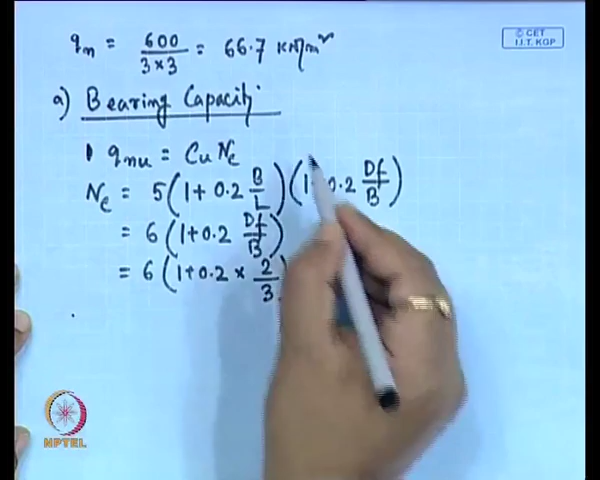 qn = 600 / 3×3 = 66.7 kN/m²
© CET
I.I.T. KGP
a) Bearing Capacity
qnu = Cu Nc
Nc = 5(1+0.2 B/L)(1+0.2 Df/B)
= 6(1+0.2 Df/B)
= 6(1+0.2 × 2/3
NPTEL